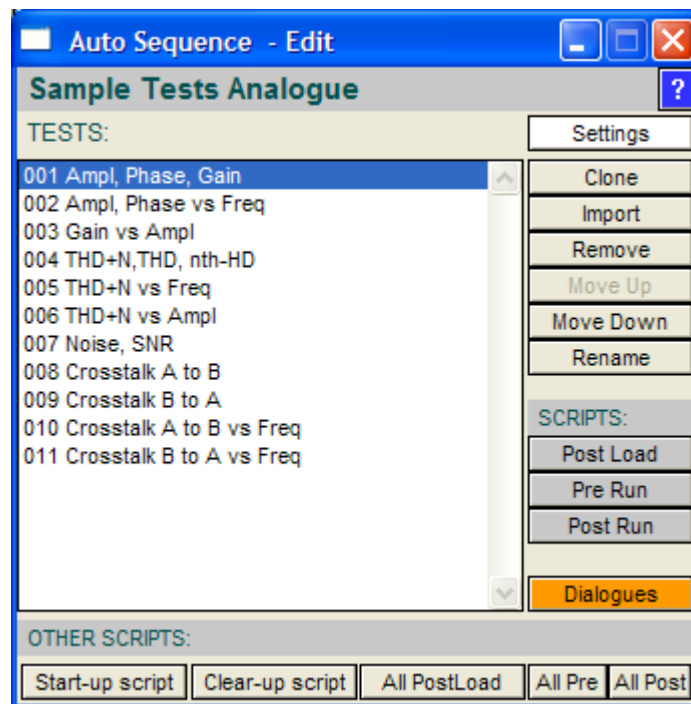 Auto Sequence - Edit
Sample Tests Analogue
?
TESTS:
Settings
001 Ampl, Phase, Gain
002 Ampl, Phase vs Freq
003 Gain vs Ampl
004 THD+N,THD, nth-HD
005 THD+N vs Freq
006 THD+N vs Ampl
007 Noise, SNR
008 Crosstalk A to B
009 Crosstalk B to A
010 Crosstalk A to B vs Freq
011 Crosstalk B to A vs Freq
Clone
Import
Remove
Move Up
Move Down
Rename
SCRIPTS:
Post Load
Pre Run
Post Run
Dialogues
OTHER SCRIPTS:
Start-up script Clear-up script All PostLoad All Pre All Post